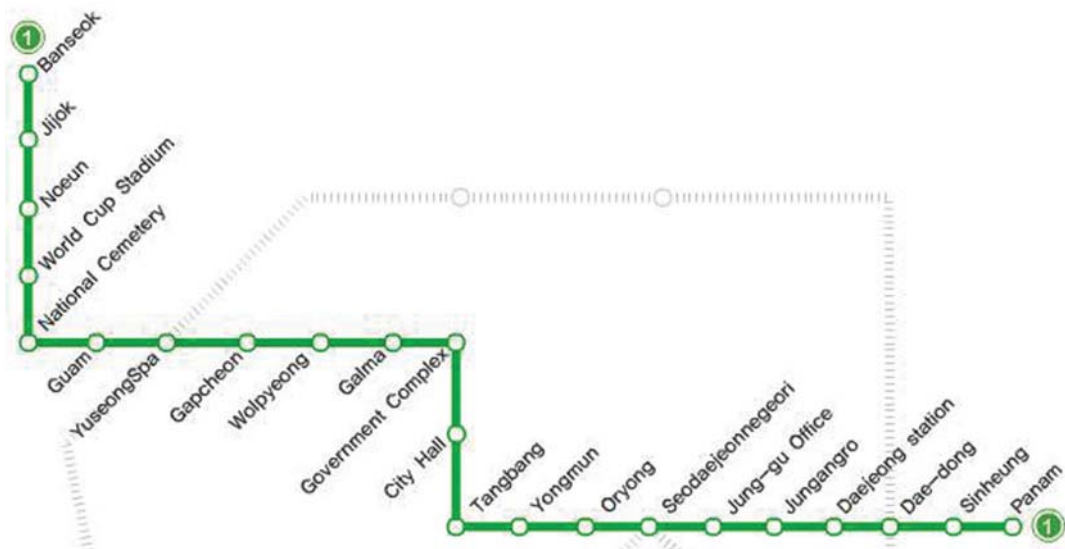 1
Banseok
Jijok
Noeun
World Cup Stadium
National Cemetery
Guam
YuseongSpa
Gapcheon
Wolpyeong
Galma
Government Complex
City Hall
Tangbang
Yongmun
Oryong
Seodaejeonnegeori
Jung-gu Office
Jungangro
Daejeong station
Dae-dong
Sinheung
Panam
1